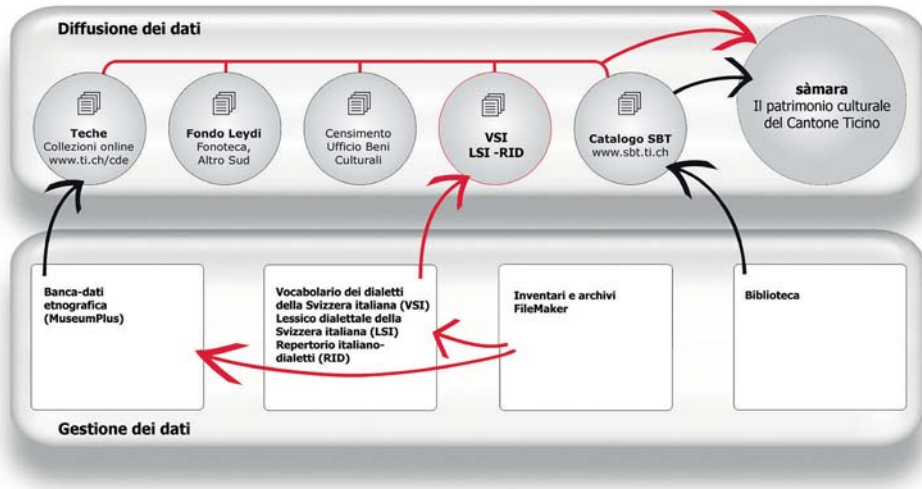 Diffusione dei dati
Teche
Collezioni online
www.ti.ch/cde
Fondo Leydi
Fonoteca,
Altro Sud
Censimento
Ufficio Beni
Culturali
VSI
LSI -RID
Catalogo SBT
www.sbt.ti.ch
sàmara
Il patrimonio culturale
del Cantone Ticino
Banca-dati
etnografica
(MuseumPlus)
Vocabolario dei dialetti
della Svizzera italiana (VSI)
Lessico dialettale della
Svizzera italiana (LSI)
Repertorio italiano-
dialetti (RID)
Inventari e archivi
FileMaker
Biblioteca
Gestione dei dati